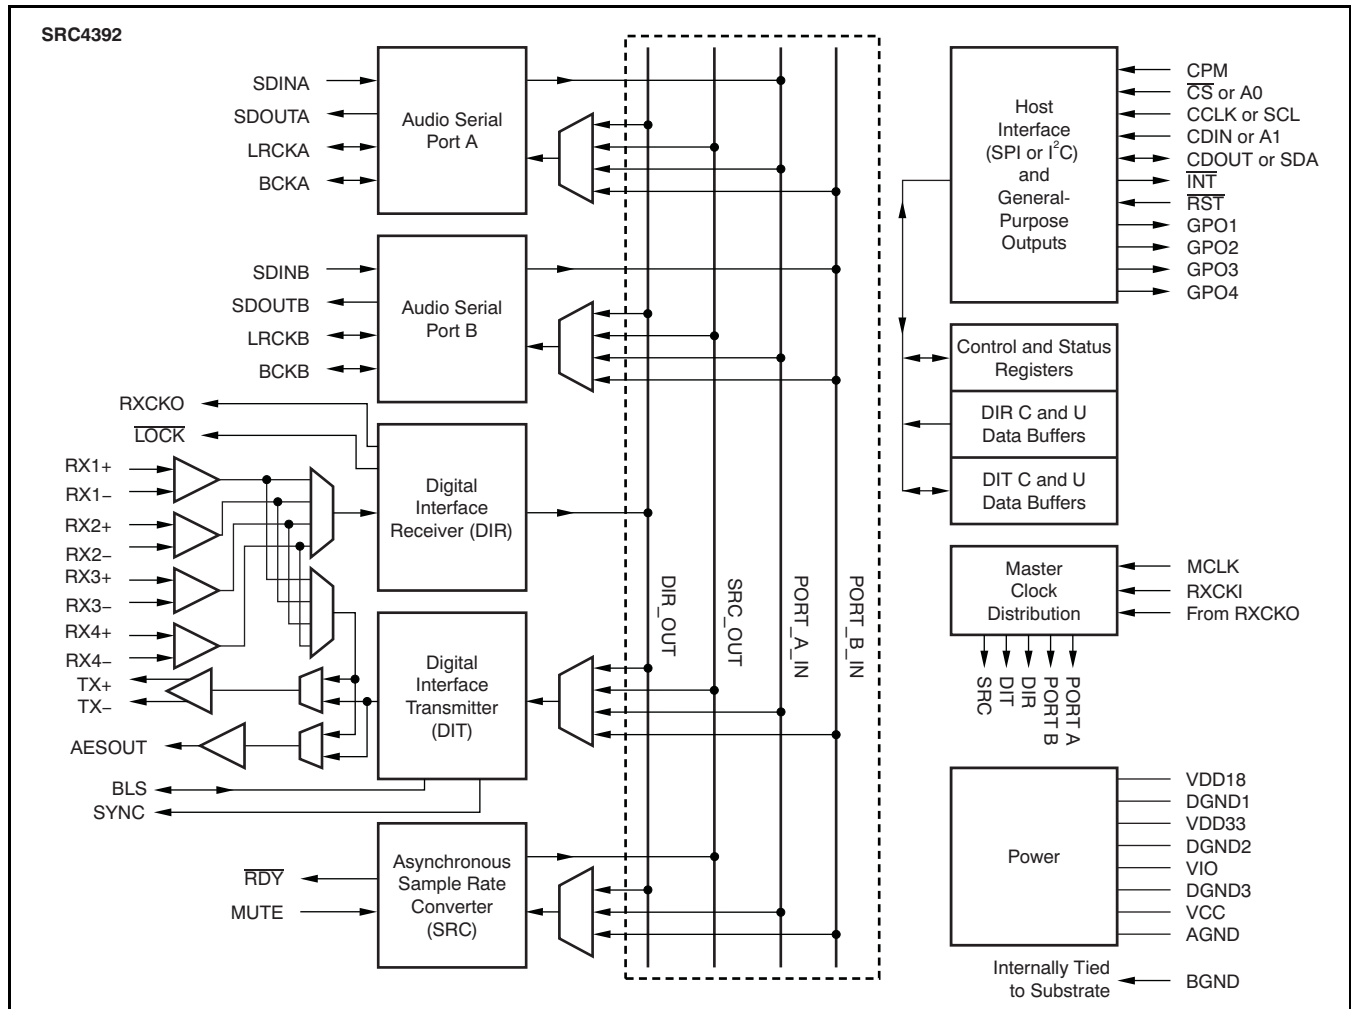 SRC4392
SDINA
SDOUTA
LRCKA
BCKA
Audio Serial
Port A
SDINB
SDOUTB
LRCKB
BCKB
Audio Serial
Port B
RXCKO
LOCK
RX1+
RX1−
RX2+
RX2−
RX3+
RX3−
RX4+
RX4−
TX+
TX−
AESOUT
BLS
SYNC
Digital
Interface
Receiver (DIR)
Digital
Interface
Transmitter
(DIT)
RDY
MUTE
Asynchronous
Sample Rate
Converter
(SRC)
DIR_OUT
SRC_OUT
PORT_A_IN
PORT_B_IN
Host
Interface
(SPI or I²C)
and
General-
Purpose
Outputs
CPM
CS or A0
CCLK or SCL
CDIN or A1
CDOUT or SDA
INT
RST
GPO1
GPO2
GPO3
GPO4
Control and Status
Registers
DIR C and U
Data Buffers
DIT C and U
Data Buffers
Master
Clock
Distribution
MCLK
RXCKI
From RXCKO
SRC
DIT
DIR
PORT B
PORT A
Power
VDD18
DGND1
VDD33
DGND2
VIO
DGND3
VCC
AGND
Internally Tied
to Substrate
BGND